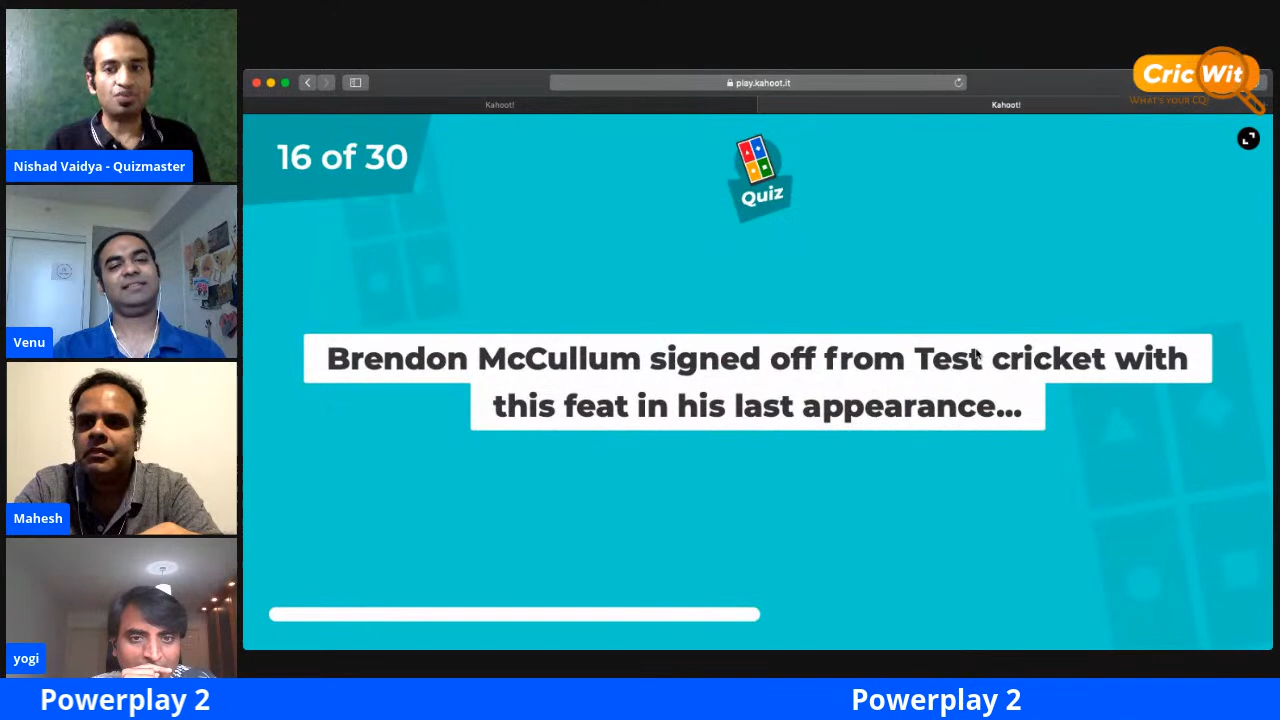 Nishad Vaidya - Quizmaster
Venu
Mahesh
yogi
play.kahoot.it
Kahoot!
Kahoot!
Cric Wit
WHAT'S YOUR CQ?
16 of 30
Quiz
Brendon McCullum signed off from Test cricket with
this feat in his last appearance...
Powerplay 2
Powerplay 2